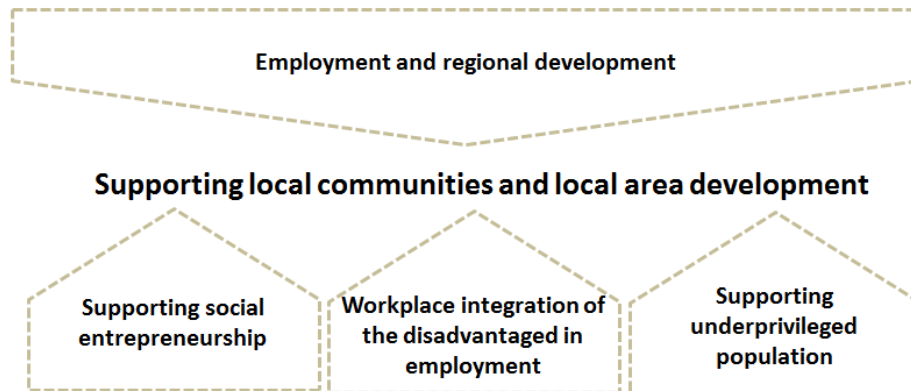 Employment and regional development
Supporting local communities and local area development
Supporting social
entrepreneurship
Workplace integration of
the disadvantaged in
employment
Supporting
underprivileged
population